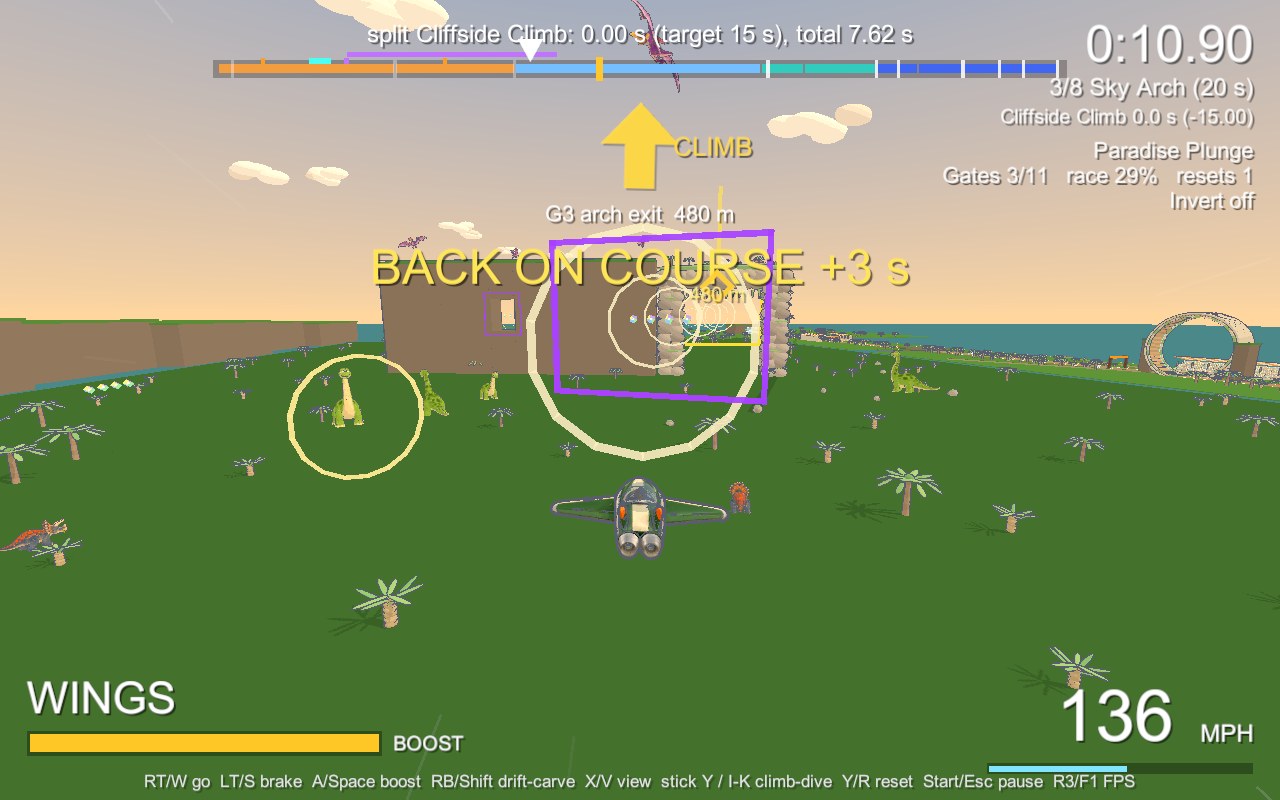 split Cliffside Climb: 0.00 s (target 15 s), total 7.62 s
0:10.90
3/8 Sky Arch (20 s)
Cliffside Climb 0.0 s (-15.00)
CLIMB
Paradise Plunge
Gates 3/11 race 29% resets 1
Invert off
G3 arch exit 480 m
BACK ON COURSE +3 s
480 m
WINGS
BOOST
136 MPH
RT/W go LT/S brake A/Space boost RB/Shift drift-carve X/V view stick Y / I-K climb-dive Y/R reset Start/Esc pause R3/F1 FPS